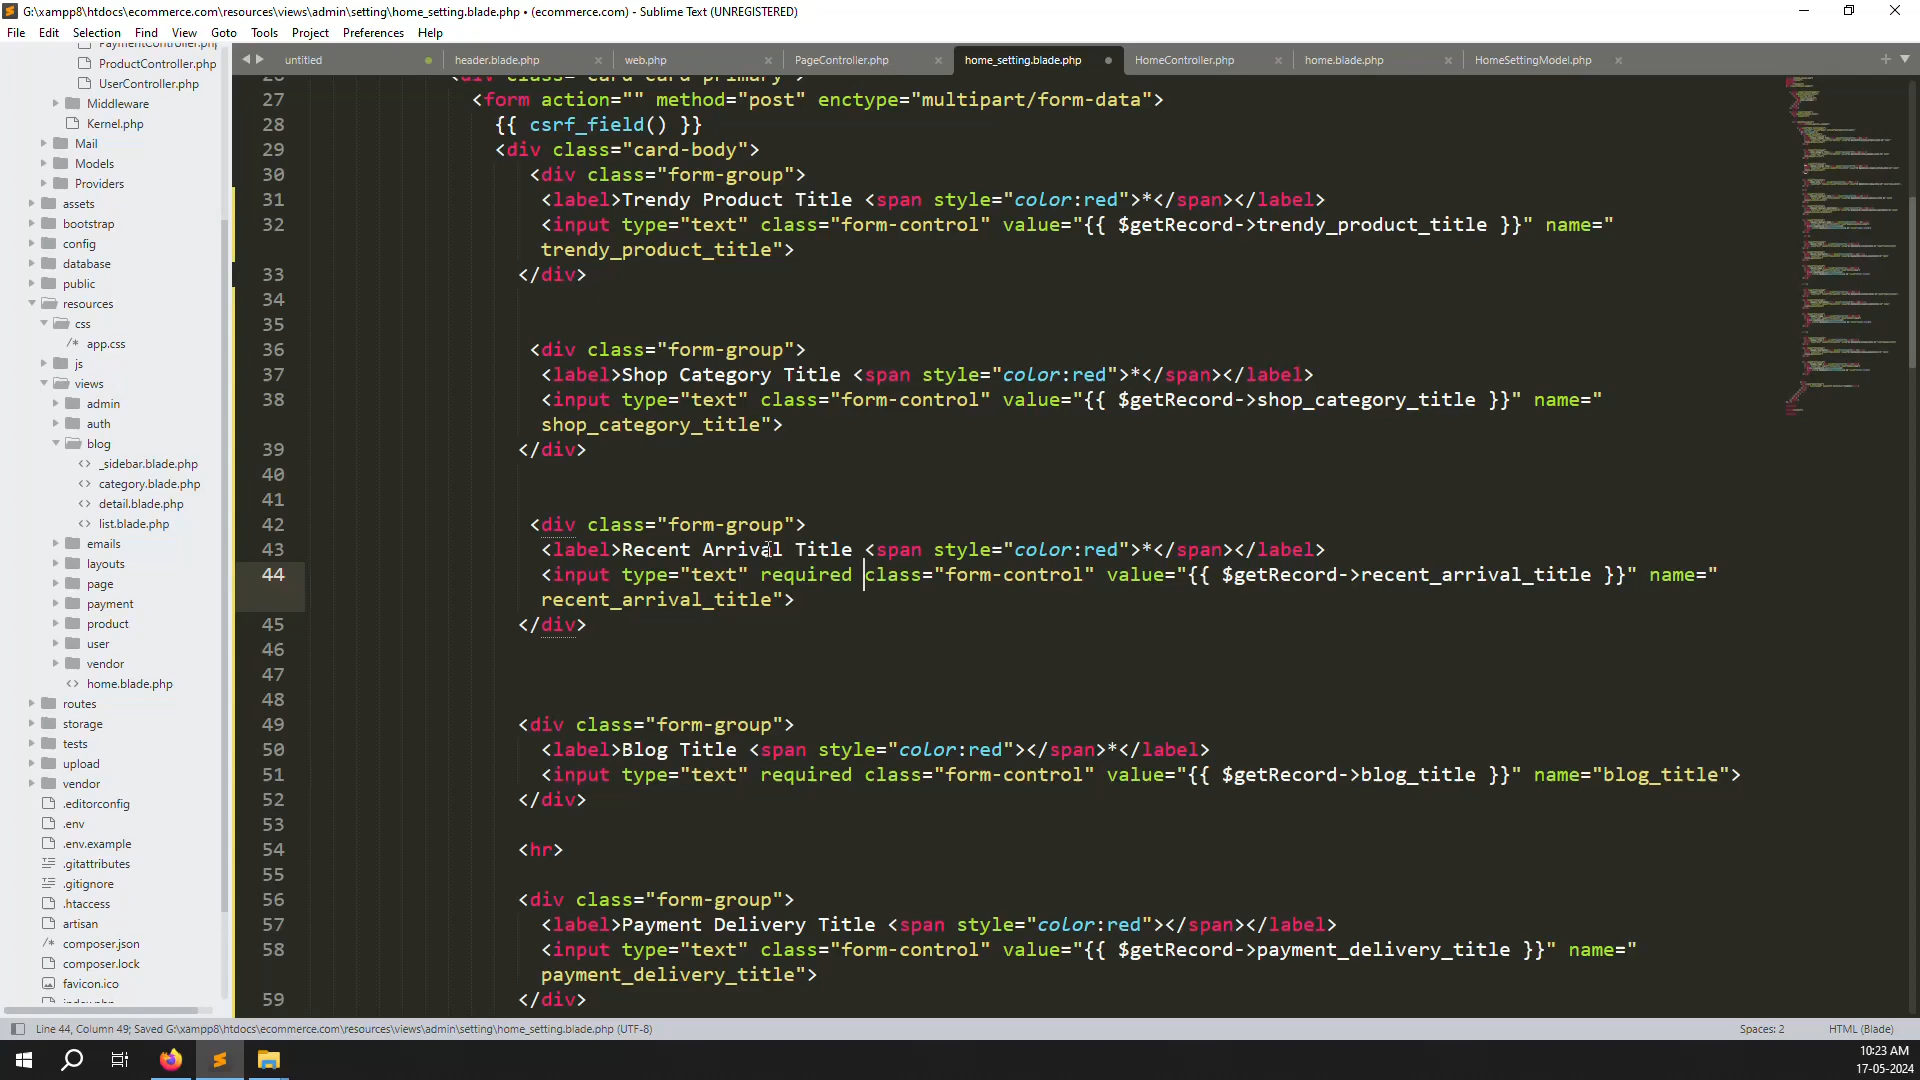 G:\xampp8\htdocs\ecommerce.com\resources\views\admin\setting\home_setting.blade.php • (ecommerce.com) - Sublime Text (UNREGISTERED)
File Edit Selection Find View Goto Tools Project Preferences Help
PaymentController.php
ProductController.php
UserController.php
Middleware
Kernel.php
Mail
Models
Providers
assets
bootstrap
config
database
public
resources
css
/* app.css
js
views
admin
auth
blog
<> _sidebar.blade.php
<> category.blade.php
<> detail.blade.php
<> list.blade.php
emails
layouts
page
payment
product
user
vendor
<> home.blade.php
routes
storage
tests
upload
vendor
.editorconfig
.env
.env.example
.gitattributes
.gitignore
.htaccess
artisan
/* composer.json
composer.lock
favicon.ico
index.php
untitled header.blade.php web.php PageController.php home_setting.blade.php HomeController.php home.blade.php HomeSettingModel.php
26 <div class="card card-primary">
27 <form action="" method="post" enctype="multipart/form-data">
28 {{ csrf_field() }}
29 <div class="card-body">
30 <div class="form-group">
31 <label>Trendy Product Title <span style="color:red">*</span></label>
32 <input type="text" class="form-control" value="{{ $getRecord->trendy_product_title }}" name="
trendy_product_title">
33 </div>
34
35
36 <div class="form-group">
37 <label>Shop Category Title <span style="color:red">*</span></label>
38 <input type="text" class="form-control" value="{{ $getRecord->shop_category_title }}" name="
shop_category_title">
39 </div>
40
41
42 <div class="form-group">
43 <label>Recent Arrival Title <span style="color:red">*</span></label>
44 <input type="text" required class="form-control" value="{{ $getRecord->recent_arrival_title }}" name="
recent_arrival_title">
45 </div>
46
47
48
49 <div class="form-group">
50 <label>Blog Title <span style="color:red"></span>*</label>
51 <input type="text" required class="form-control" value="{{ $getRecord->blog_title }}" name="blog_title">
52 </div>
53
54 <hr>
55
56 <div class="form-group">
57 <label>Payment Delivery Title <span style="color:red"></span></label>
58 <input type="text" class="form-control" value="{{ $getRecord->payment_delivery_title }}" name="
payment_delivery_title">
59 </div>
Line 44, Column 49; Saved G:\xampp8\htdocs\ecommerce.com\resources\views\admin\setting\home_setting.blade.php (UTF-8)
Spaces: 2 HTML (Blade)
10:23 AM
17-05-2024